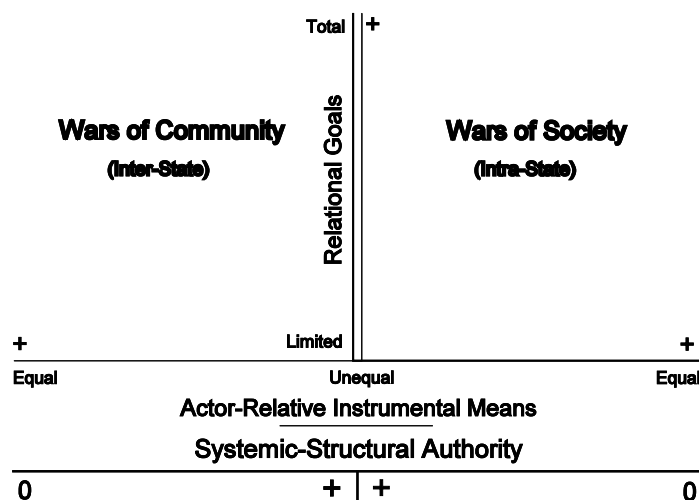 Total +
Wars of Community
(Inter-State)
Relational Goals
Wars of Society
(Intra-State)
+ Limited +
Equal Unequal Equal
Actor-Relative Instrumental Means
Systemic-Structural Authority
0 + + 0